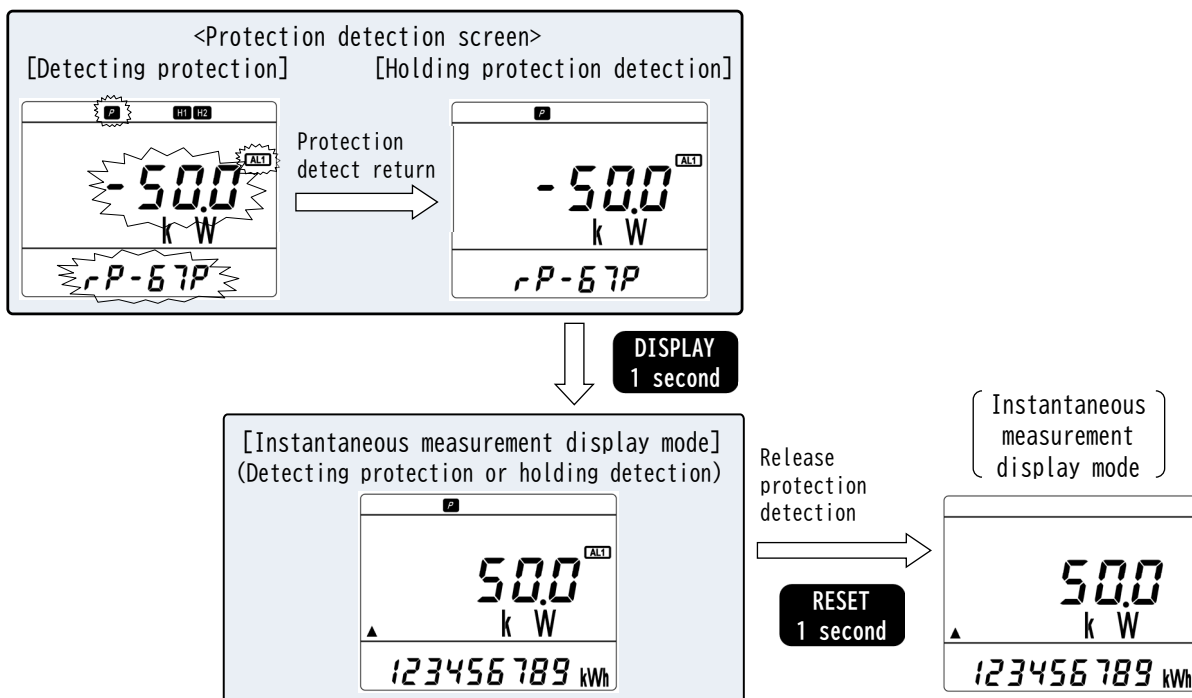 <Protection detection screen>
[Detecting protection]
[Holding protection detection]
P
H1 H2
AL1
-50.0
k W
rP-67P
Protection
detect return
P
AL1
-50.0
k W
rP-67P
DISPLAY
1 second
[Instantaneous measurement display mode]
(Detecting protection or holding detection)
P
AL1
50.0
▲ k W
123456789 kWh
Release
protection
detection
RESET
1 second
Instantaneous
measurement
display mode
50.0
▲ k W
123456789 kWh